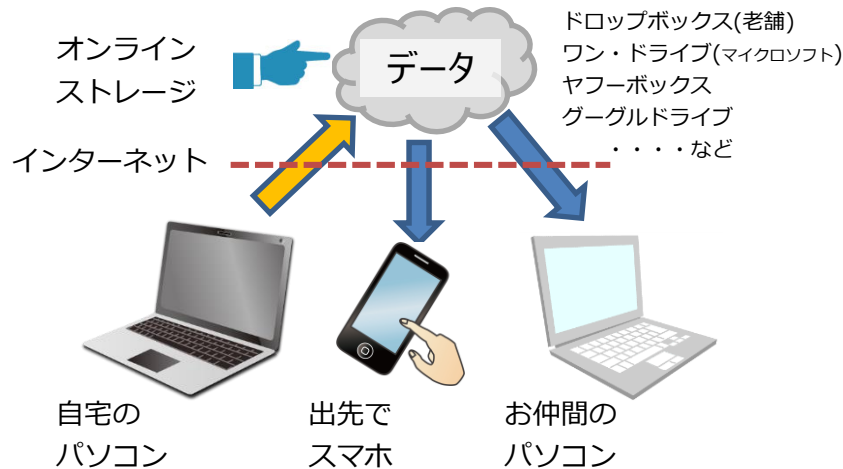 オンライン
ストレージ
データ
ドロップボックス(老舗)
ワン・ドライブ(マイクロソフト)
ヤフーボックス
グーグルドライブ
・・・・など
インターネット
自宅の
パソコン
出先で
スマホ
お仲間の
パソコン